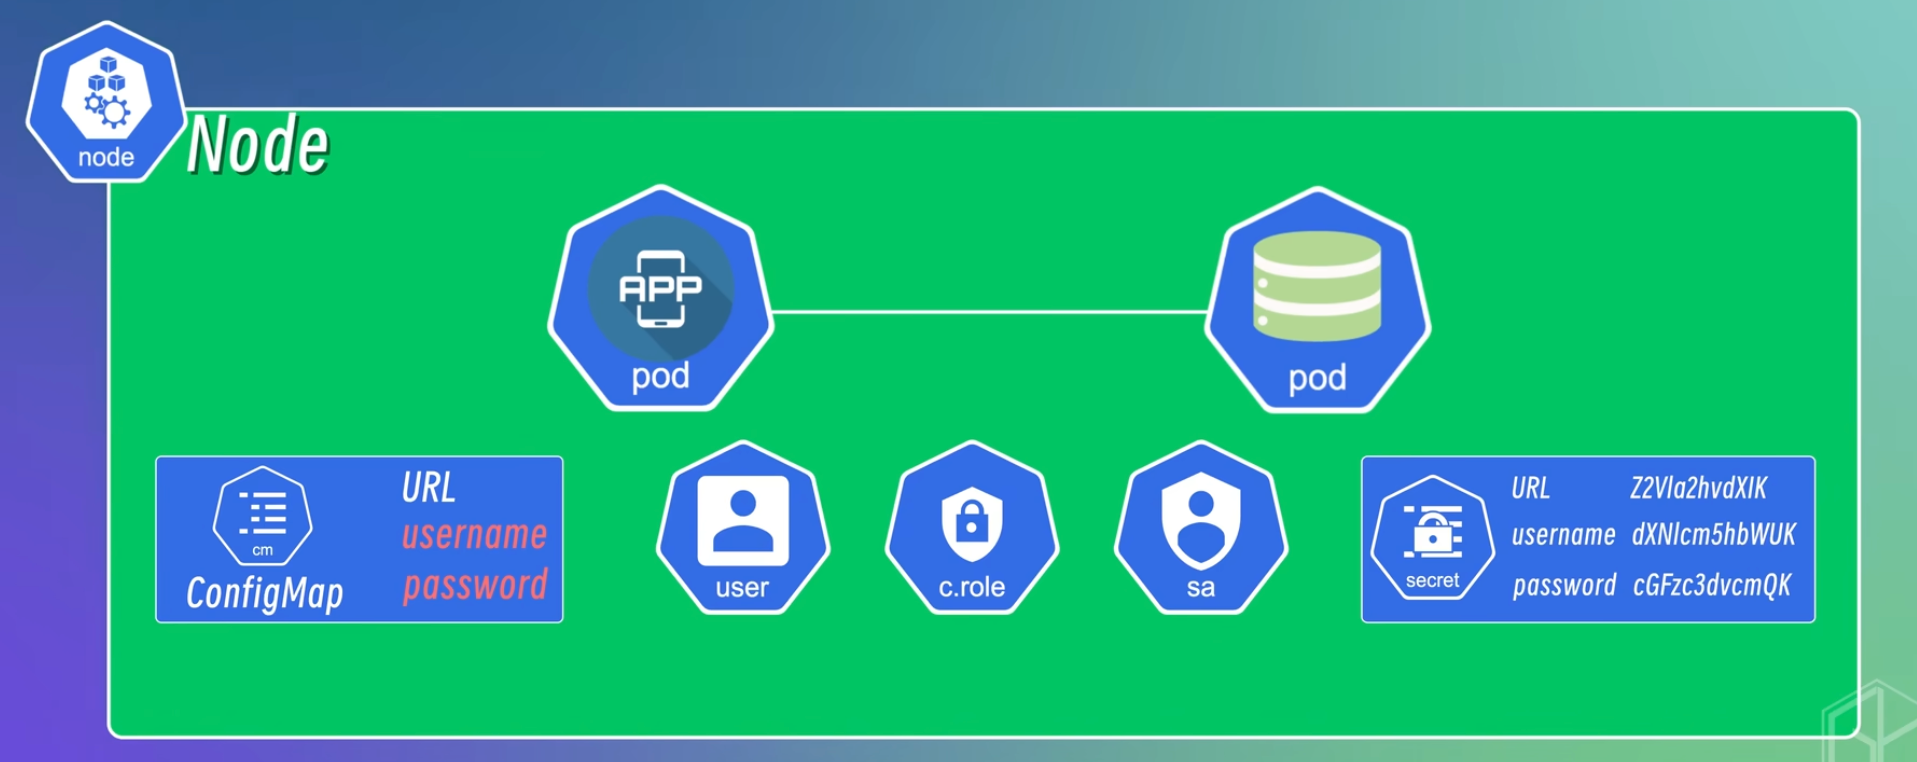 node
Node
APP
pod
pod
cm
ConfigMap
URL
username
password
user
c.role
sa
secret
URL Z2Vla2hvdXIK
username dXNlcm5hbWUK
password cGFzc3dvcmQK